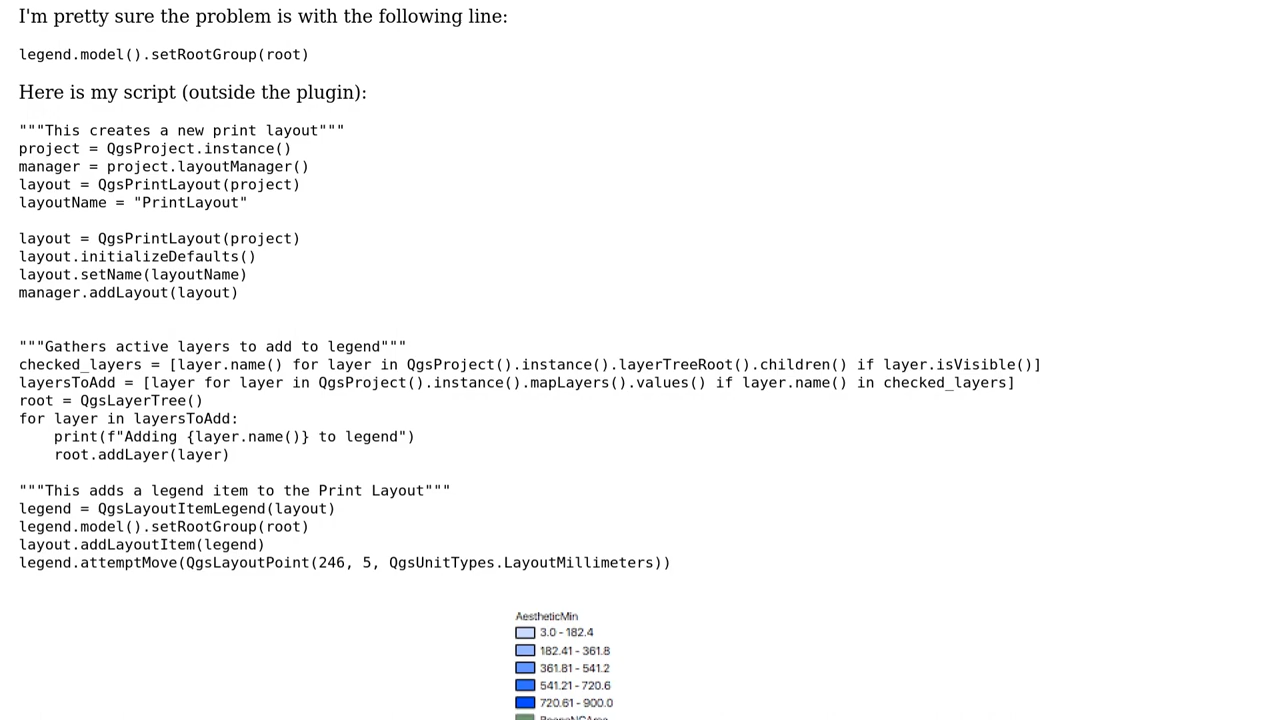 I'm pretty sure the problem is with the following line:
legend.model().setRootGroup(root)
Here is my script (outside the plugin):
"""This creates a new print layout"""
project = QgsProject.instance()
manager = project.layoutManager()
layout = QgsPrintLayout(project)
layoutName = "PrintLayout"
layout = QgsPrintLayout(project)
layout.initializeDefaults()
layout.setName(layoutName)
manager.addLayout(layout)
"""Gathers active layers to add to legend"""
checked_layers = [layer.name() for layer in QgsProject().instance().layerTreeRoot().children() if layer.isVisible()]
layersToAdd = [layer for layer in QgsProject().instance().mapLayers().values() if layer.name() in checked_layers]
root = QgsLayerTree()
for layer in layersToAdd:
    print(f"Adding {layer.name()} to legend")
    root.addLayer(layer)
"""This adds a legend item to the Print Layout"""
legend = QgsLayoutItemLegend(layout)
legend.model().setRootGroup(root)
layout.addLayoutItem(legend)
legend.attemptMove(QgsLayoutPoint(246, 5, QgsUnitTypes.LayoutMillimeters))
AestheticMin
3.0 - 182.4
182.41 - 361.8
361.81 - 541.2
541.21 - 720.6
720.61 - 900.0